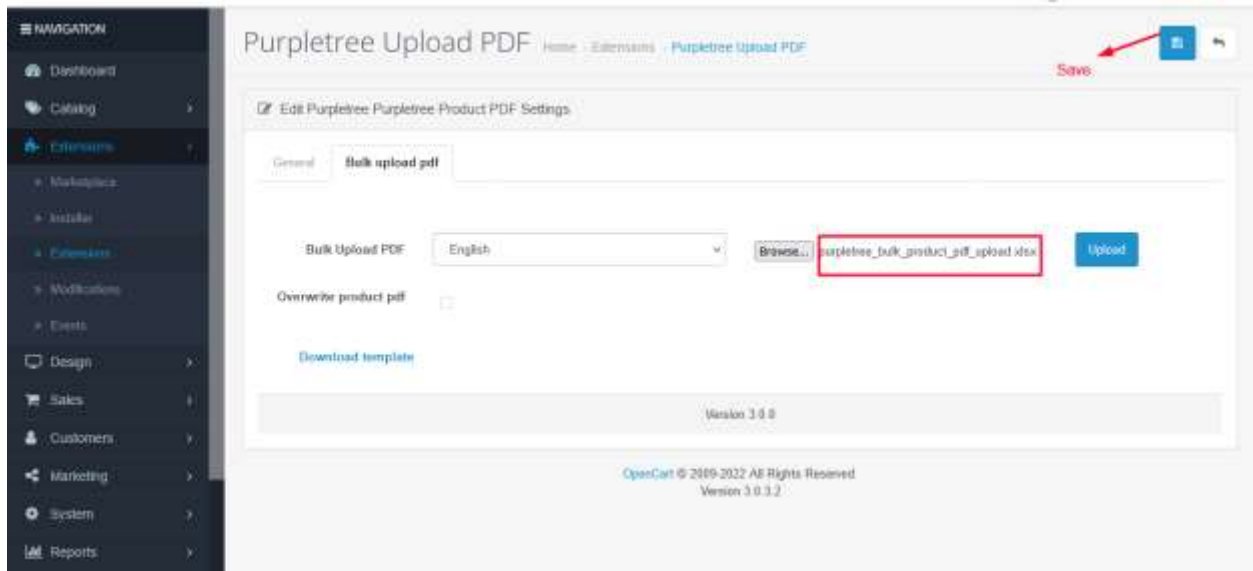 NAVIGATION
Dashboard
Catalog
Extensions
Marketplace
Installer
Extensions
Modifications
Events
Design
Sales
Customers
Marketing
System
Reports
Purpletree Upload PDF Home Extensions Purpletree Upload PDF
Save
Edit Purpletree Purpletree Product PDF Settings
General Bulk upload pdf
Bulk Upload PDF English Browse... purpletree_bulk_product_pdf_upload.xlsx Upload
Overwrite product pdf
Download template
Version 3.0.0
OpenCart © 2009-2022 All Rights Reserved
Version 3.0.3.2